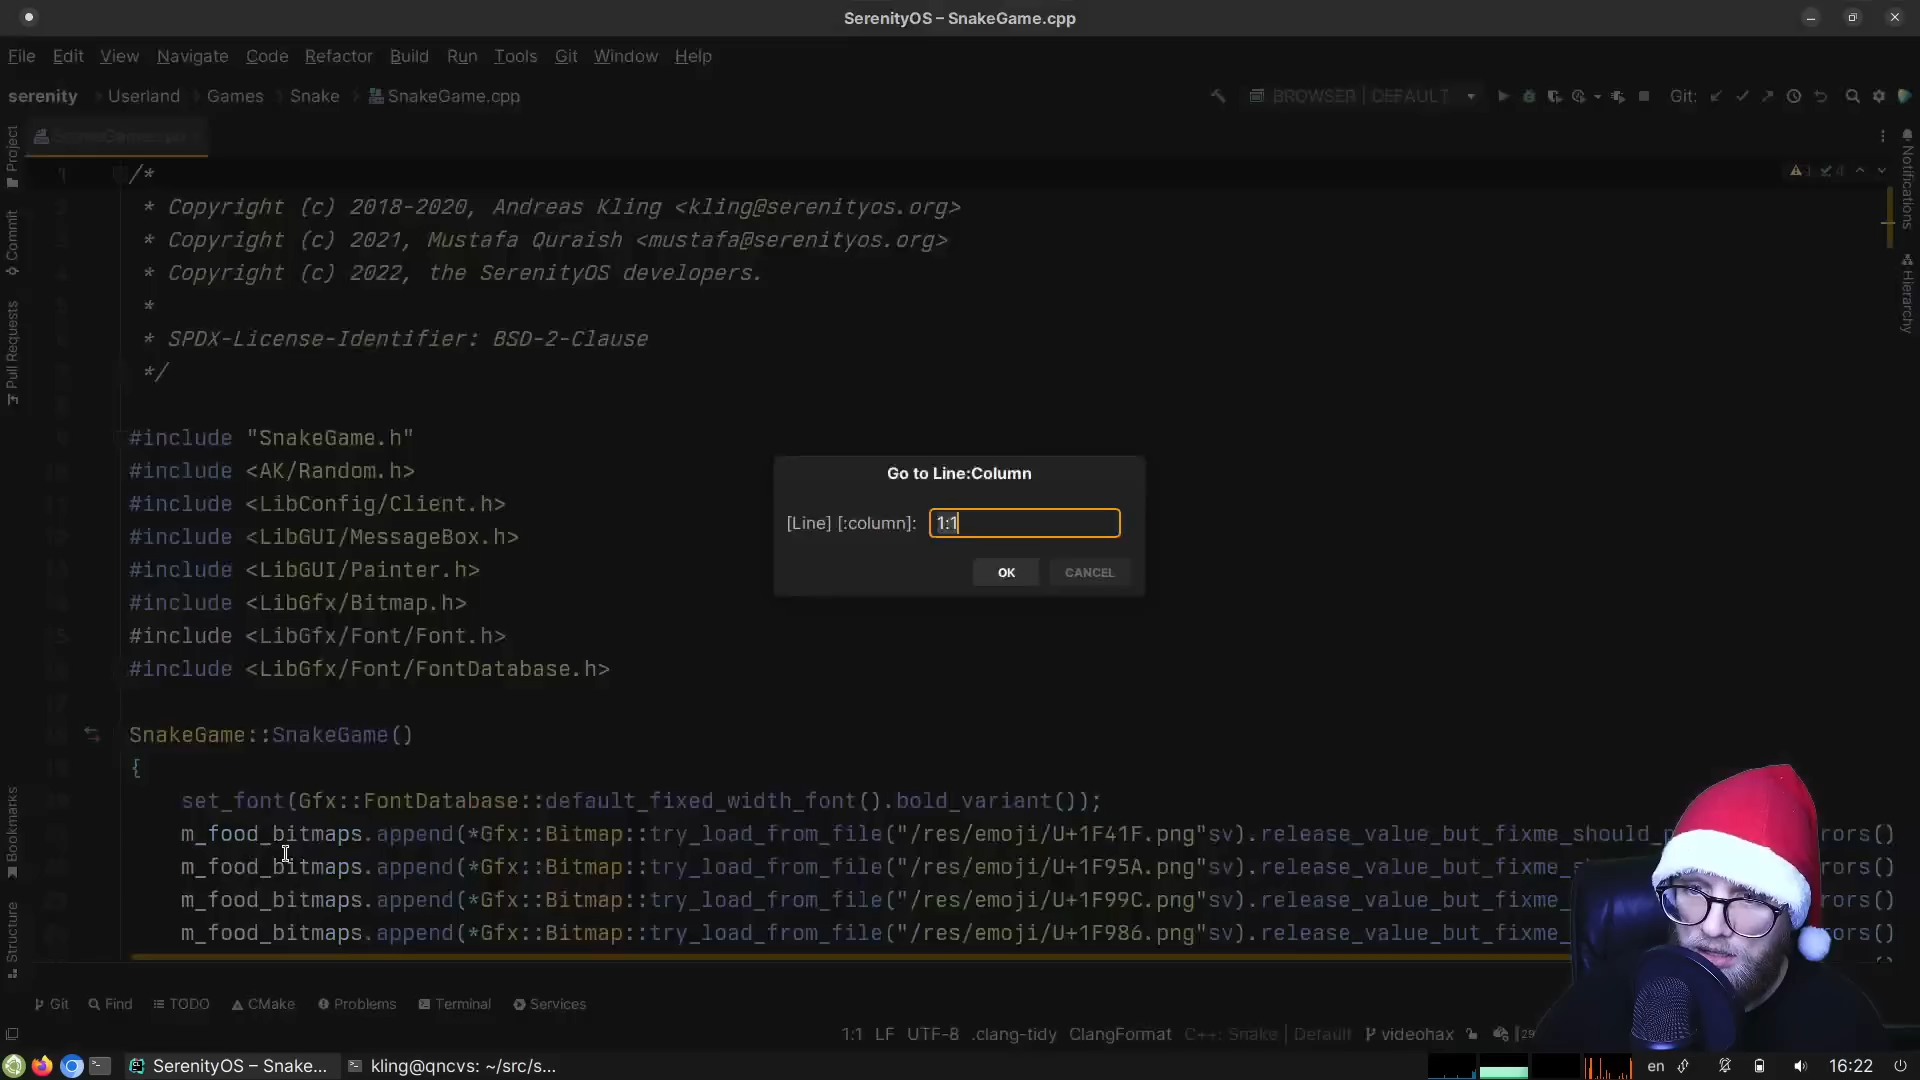 SerenityOS – SnakeGame.cpp
File Edit View Navigate Code Refactor Build Run Tools Git Window Help
serenity Userland Games Snake SnakeGame.cpp
BROWSER | DEFAULT
Git:
Project
Commit
Pull Requests
Bookmarks
Structure
Notifications
Hierarchy
1 /*
* Copyright (c) 2018-2020, Andreas Kling <kling@serenityos.org>
* Copyright (c) 2021, Mustafa Quraish <mustafa@serenityos.org>
* Copyright (c) 2022, the SerenityOS developers.
*
* SPDX-License-Identifier: BSD-2-Clause
*/
#include "SnakeGame.h"
#include <AK/Random.h>
#include <LibConfig/Client.h>
#include <LibGUI/MessageBox.h>
#include <LibGUI/Painter.h>
#include <LibGfx/Bitmap.h>
#include <LibGfx/Font/Font.h>
#include <LibGfx/Font/FontDatabase.h>
SnakeGame::SnakeGame()
{
set_font(Gfx::FontDatabase::default_fixed_width_font().bold_variant());
m_food_bitmaps.append(*Gfx::Bitmap::try_load_from_file("/res/emoji/U+1F41F.png"sv).release_value_but_fixme_should_p rors()
m_food_bitmaps.append(*Gfx::Bitmap::try_load_from_file("/res/emoji/U+1F95A.png"sv).release_value_but_fixme_s rors()
m_food_bitmaps.append(*Gfx::Bitmap::try_load_from_file("/res/emoji/U+1F99C.png"sv).release_value_but_fixme_ rors()
m_food_bitmaps.append(*Gfx::Bitmap::try_load_from_file("/res/emoji/U+1F986.png"sv).release_value_but_fixme_ rors()
Go to Line:Column
[Line] [:column]: 1:1
OK CANCEL
Git Find TODO CMake Problems Terminal Services
1:1 LF UTF-8 .clang-tidy ClangFormat C++: Snake | Default videohax
SerenityOS – Snake... kling@qncvs: ~/src/s... en 16:22